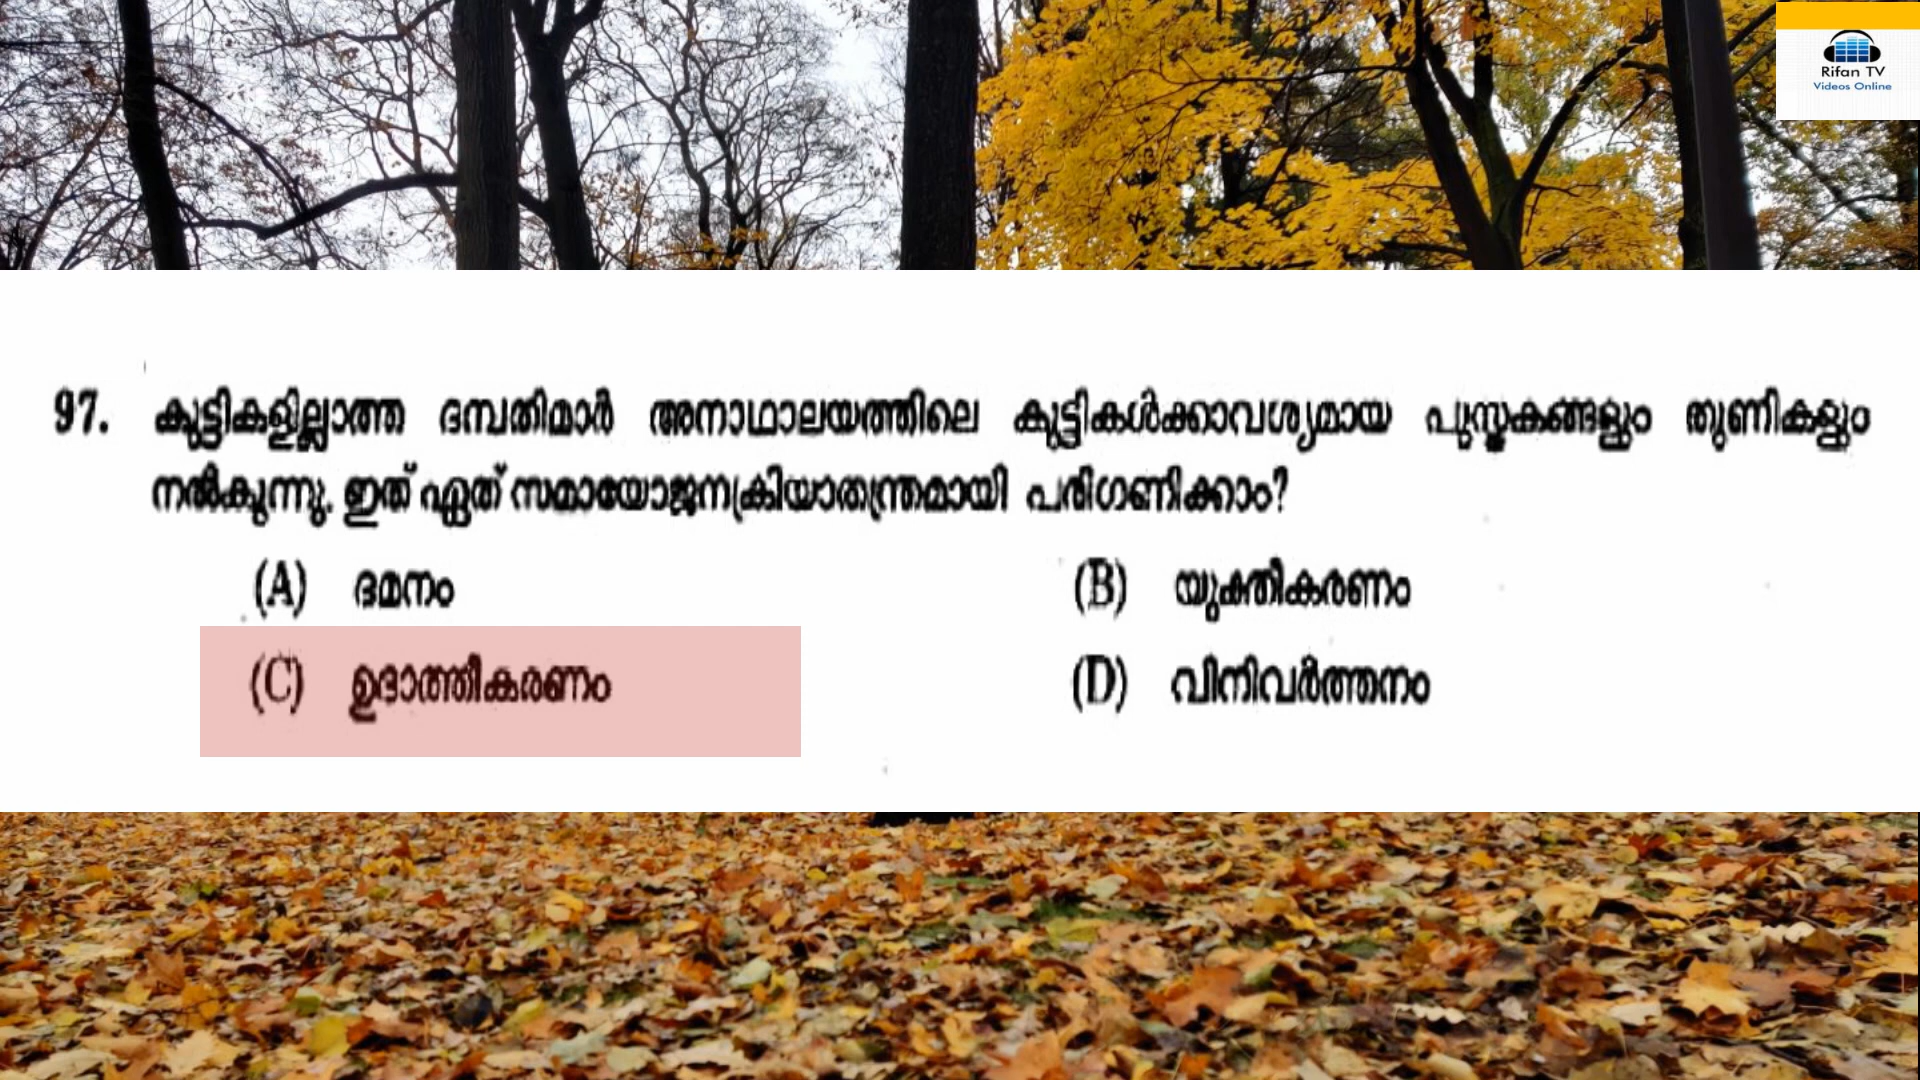 Rifan TV
Videos Online
97. കുട്ടികളില്ലാത്ത ദമ്പതിമാർ അനാഥാലയത്തിലെ കുട്ടികൾക്കാവശ്യമായ പുസ്തകങ്ങളും തുണികളും
നൽകുന്നു. ഇത് ഏത് സമായോജനക്രിയാതന്ത്രമായി പരിഗണിക്കാം?
(A) ദമനം (B) യുക്തീകരണം
(C) ഉദാത്തീകരണം (D) വിനിവർത്തനം